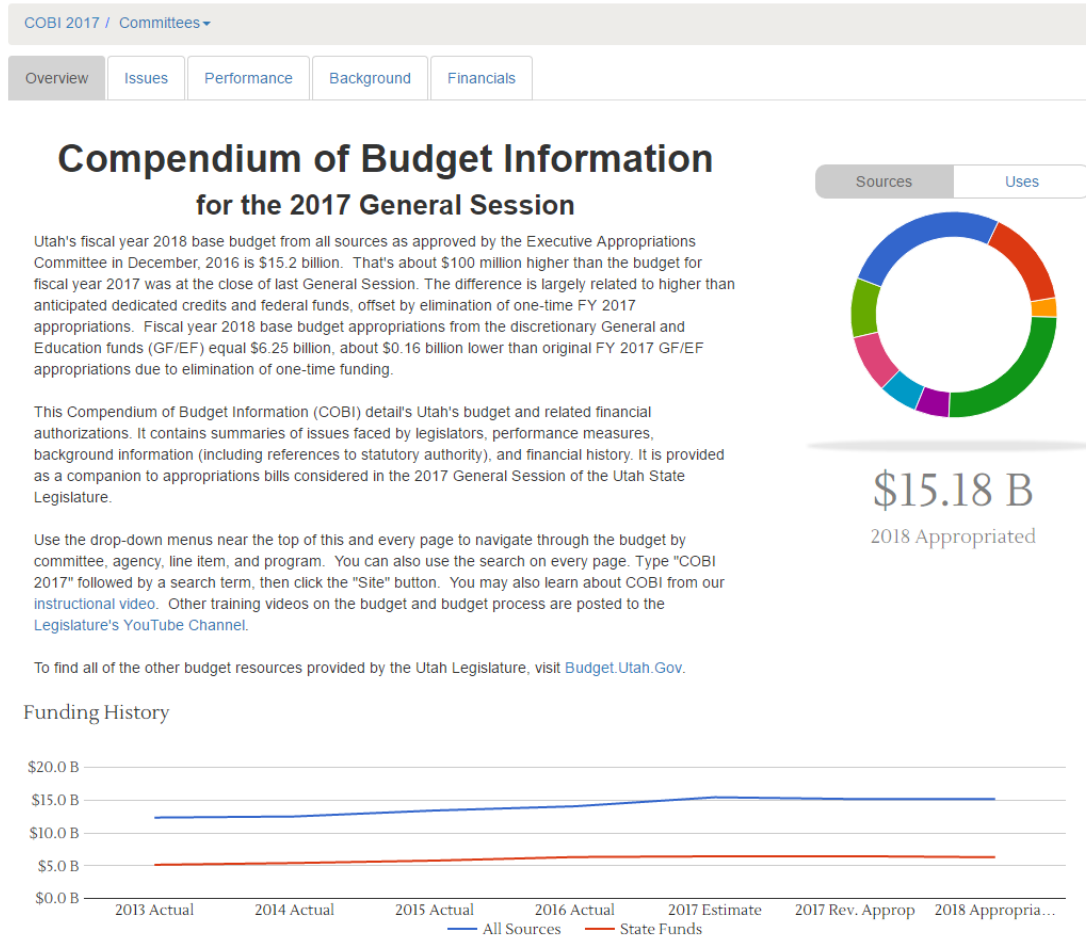 COBI 2017 / Committees
Overview
Issues
Performance
Background
Financials
Compendium of Budget Information
for the 2017 General Session
Utah's fiscal year 2018 base budget from all sources as approved by the Executive Appropriations
Committee in December, 2016 is $15.2 billion.  That's about $100 million higher than the budget for
fiscal year 2017 was at the close of last General Session. The difference is largely related to higher than
anticipated dedicated credits and federal funds, offset by elimination of one-time FY 2017
appropriations.  Fiscal year 2018 base budget appropriations from the discretionary General and
Education funds (GF/EF) equal $6.25 billion, about $0.16 billion lower than original FY 2017 GF/EF
appropriations due to elimination of one-time funding.
This Compendium of Budget Information (COBI) detail's Utah's budget and related financial
authorizations. It contains summaries of issues faced by legislators, performance measures,
background information (including references to statutory authority), and financial history. It is provided
as a companion to appropriations bills considered in the 2017 General Session of the Utah State
Legislature.
Use the drop-down menus near the top of this and every page to navigate through the budget by
committee, agency, line item, and program.  You can also use the search on every page. Type "COBI
2017" followed by a search term, then click the "Site" button.  You may also learn about COBI from our
instructional video.  Other training videos on the budget and budget process are posted to the
Legislature's YouTube Channel.
To find all of the other budget resources provided by the Utah Legislature, visit Budget.Utah.Gov.
Sources
Uses
$15.18 B
2018 Appropriated
Funding History
$20.0 B
$15.0 B
$10.0 B
$5.0 B
$0.0 B
2013 Actual
2014 Actual
2015 Actual
2016 Actual
2017 Estimate
2017 Rev. Approp
2018 Appropria...
All Sources
State Funds